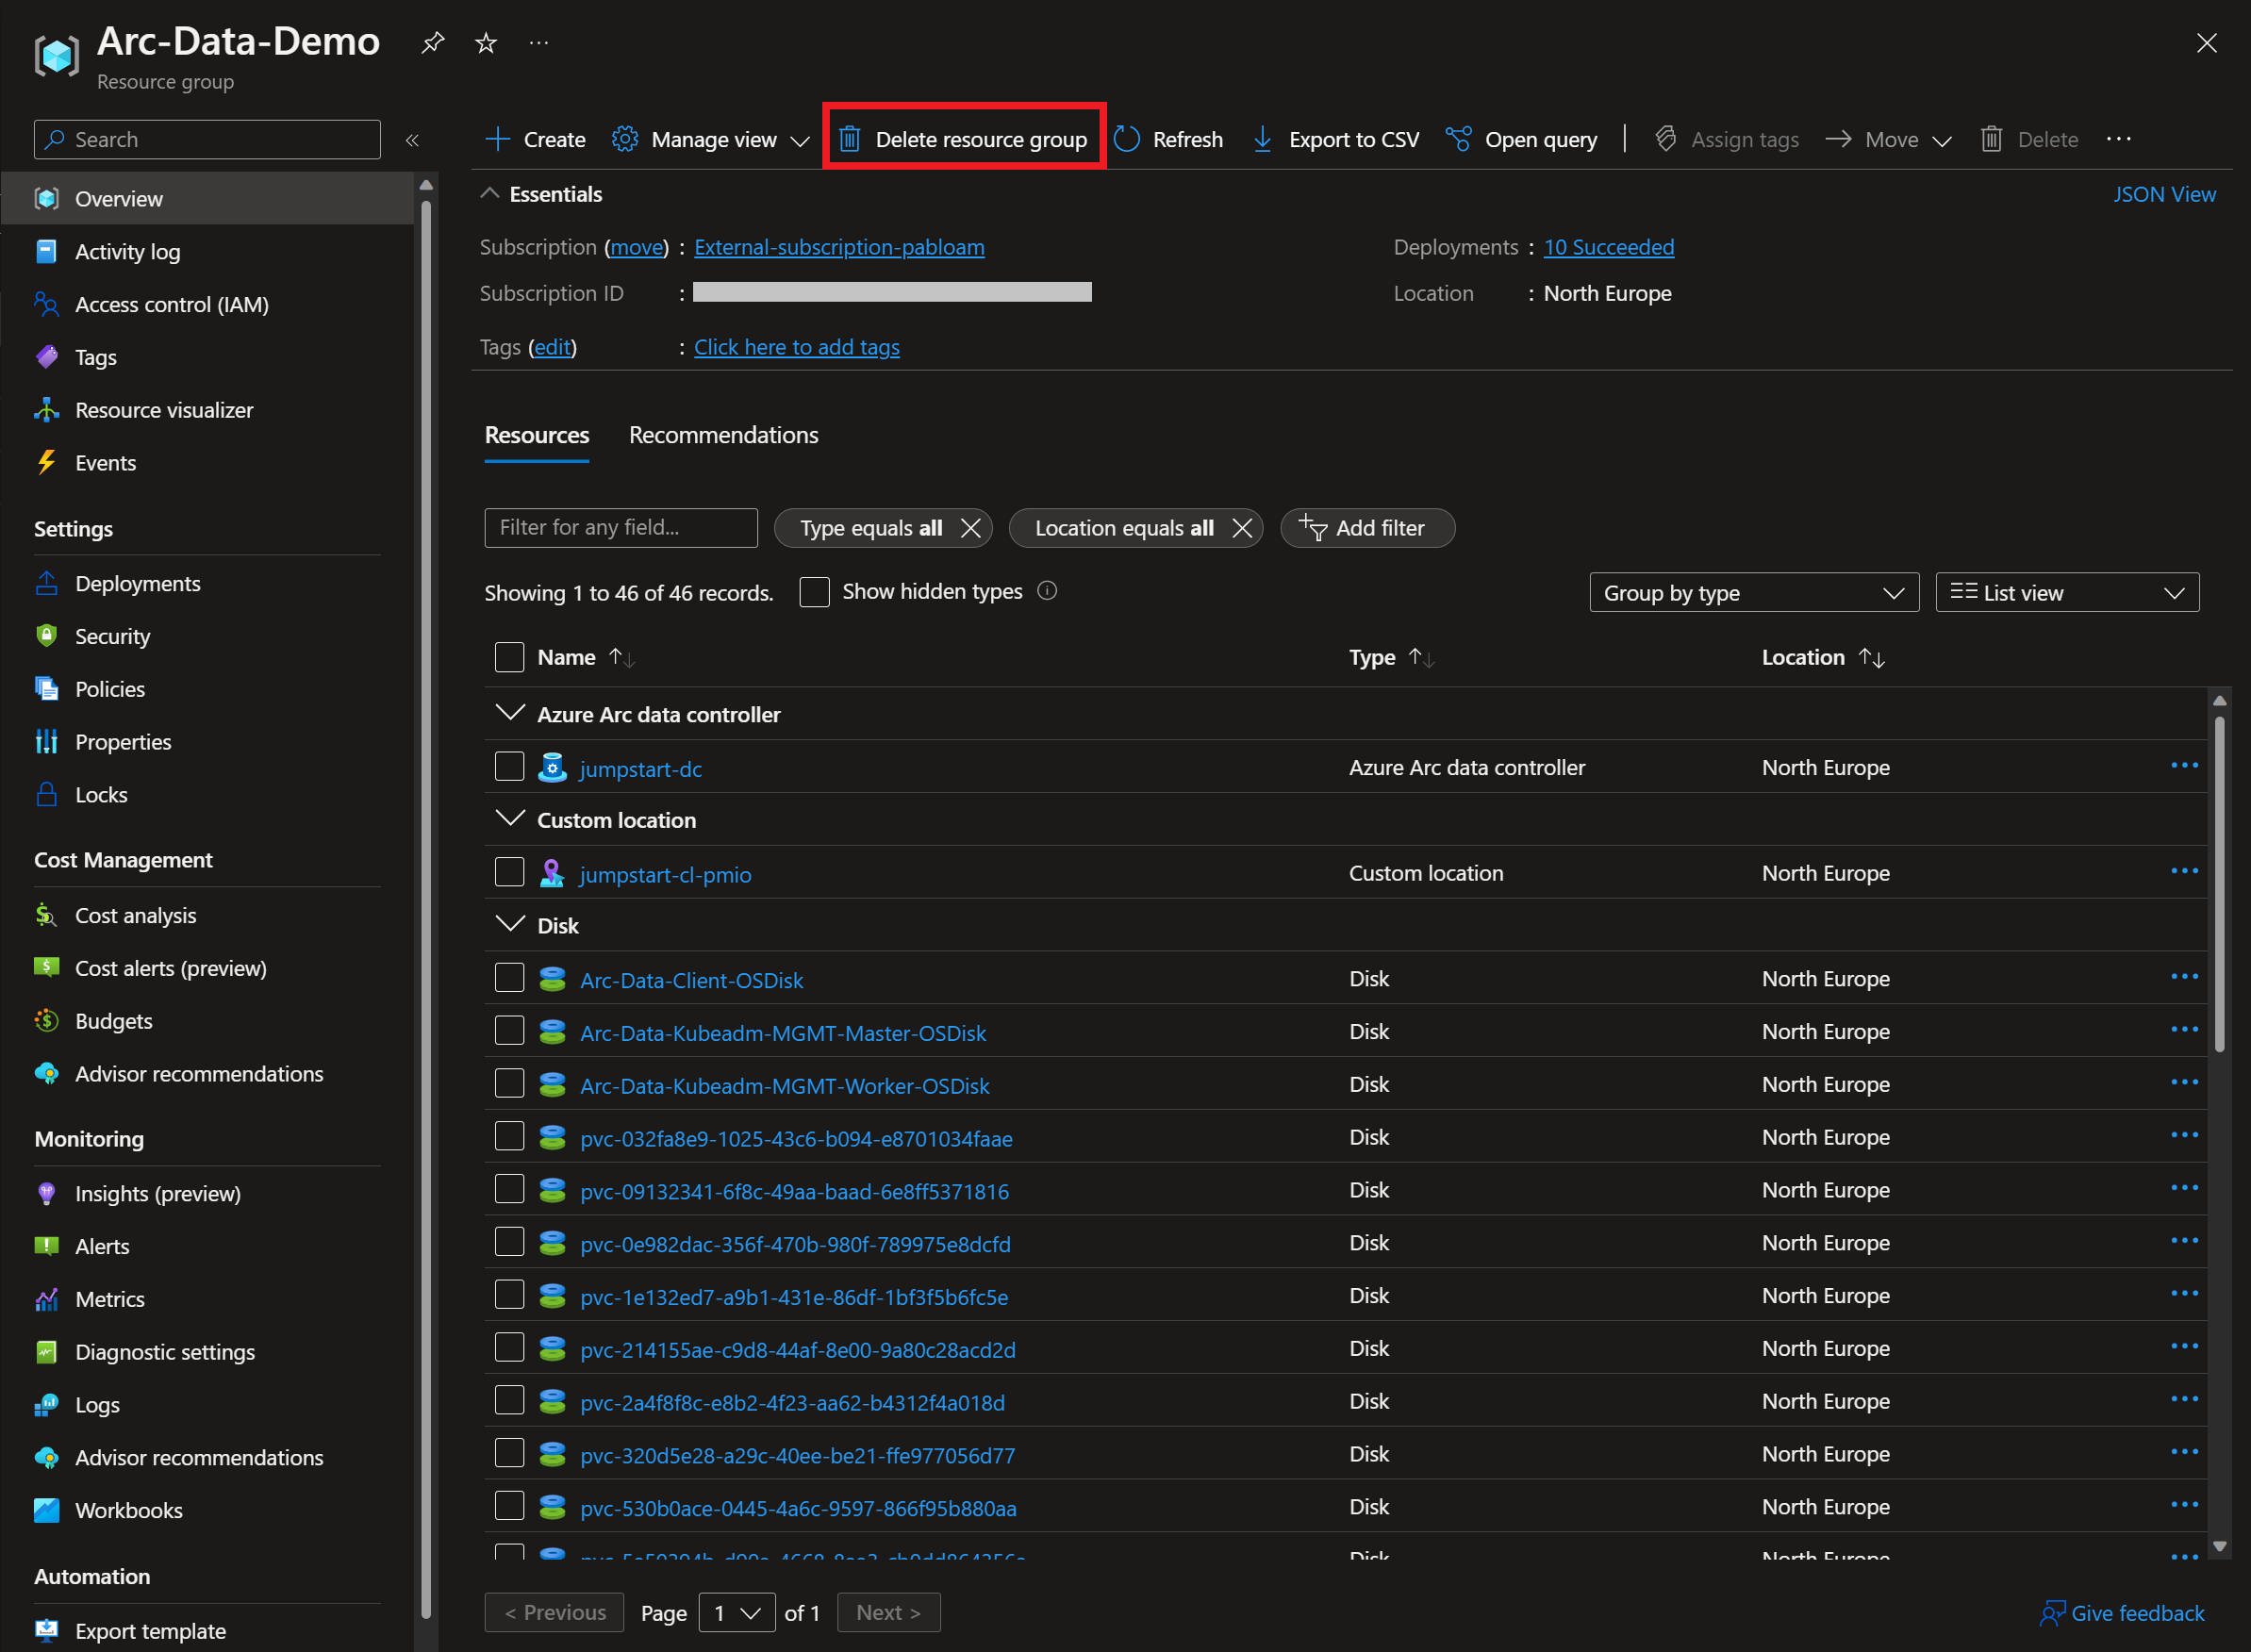 Arc-Data-Demo
Resource group
Search
Create Manage view Delete resource group Refresh Export to CSV Open query Assign tags Move Delete
Overview
Activity log
Access control (IAM)
Tags
Resource visualizer
Events
Settings
Deployments
Security
Policies
Properties
Locks
Cost Management
Cost analysis
Cost alerts (preview)
Budgets
Advisor recommendations
Monitoring
Insights (preview)
Alerts
Metrics
Diagnostic settings
Logs
Advisor recommendations
Workbooks
Automation
Export template
Essentials
JSON View
Subscription (move) : External-subscription-pabloam
Deployments : 10 Succeeded
Subscription ID :
Location : North Europe
Tags (edit) : Click here to add tags
Resources Recommendations
Filter for any field... Type equals all Location equals all Add filter
Showing 1 to 46 of 46 records. Show hidden types Group by type List view
Name Type Location
Azure Arc data controller
jumpstart-dc Azure Arc data controller North Europe
Custom location
jumpstart-cl-pmio Custom location North Europe
Disk
Arc-Data-Client-OSDisk Disk North Europe
Arc-Data-Kubeadm-MGMT-Master-OSDisk Disk North Europe
Arc-Data-Kubeadm-MGMT-Worker-OSDisk Disk North Europe
pvc-032fa8e9-1025-43c6-b094-e8701034faae Disk North Europe
pvc-09132341-6f8c-49aa-baad-6e8ff5371816 Disk North Europe
pvc-0e982dac-356f-470b-980f-789975e8dcfd Disk North Europe
pvc-1e132ed7-a9b1-431e-86df-1bf3f5b6fc5e Disk North Europe
pvc-214155ae-c9d8-44af-8e00-9a80c28acd2d Disk North Europe
pvc-2a4f8f8c-e8b2-4f23-aa62-b4312f4a018d Disk North Europe
pvc-320d5e28-a29c-40ee-be21-ffe977056d77 Disk North Europe
pvc-530b0ace-0445-4a6c-9597-866f95b880aa Disk North Europe
Disk North Europe
< Previous Page 1 of 1 Next >
Give feedback